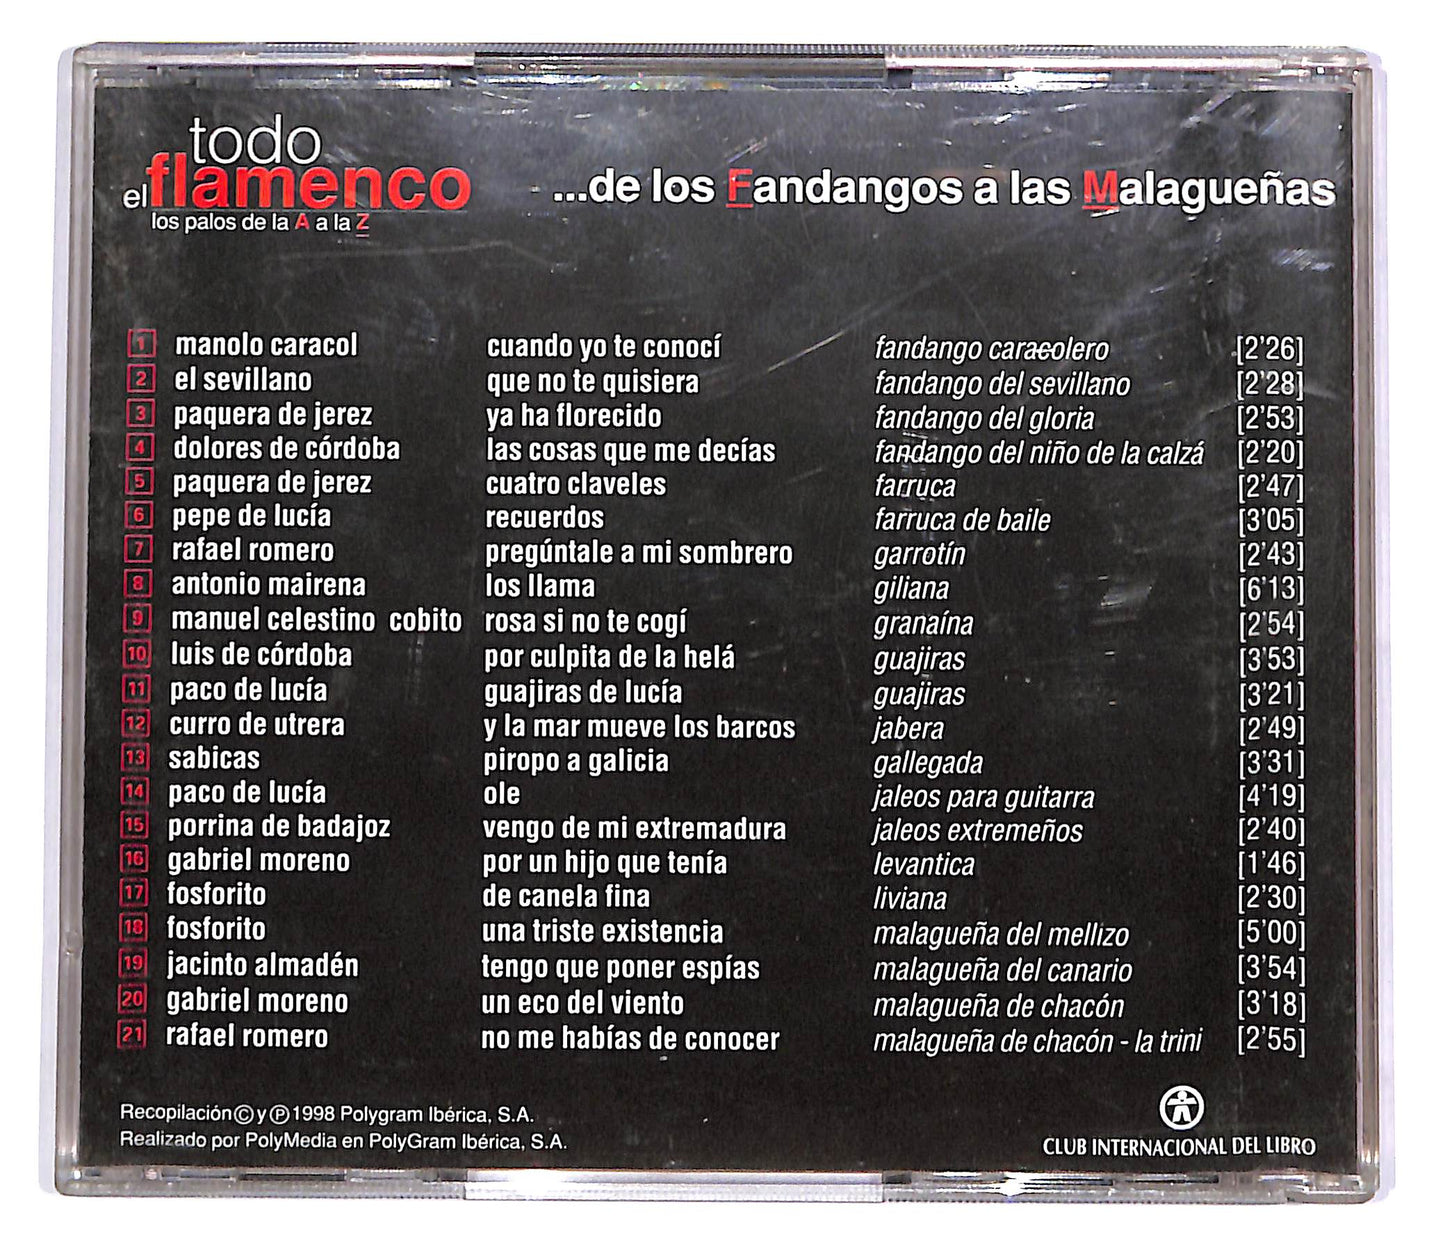 todo
el flamenco
los palos de la A a la Z
...de los Fandangos a las Malagueñas
1 manolo caracol cuando yo te conocí fandango caracolero [2'26]
2 el sevillano que no te quisiera fandango del sevillano [2'28]
3 paquera de jerez ya ha florecido fandango del gloria [2'53]
4 dolores de córdoba las cosas que me decías fandango del niño de la calzá [2'20]
5 paquera de jerez cuatro claveles farruca [2'47]
6 pepe de lucía recuerdos farruca de baile [3'05]
7 rafael romero pregúntale a mi sombrero garrotín [2'43]
8 antonio mairena los llama giliana [6'13]
9 manuel celestino cobito rosa si no te cogí granaína [2'54]
10 luis de córdoba por culpita de la helá guajiras [3'53]
11 paco de lucía guajiras de lucía guajiras [3'21]
12 curro de utrera y la mar mueve los barcos jabera [2'49]
13 sabicas piropo a galicia gallegada [3'31]
14 paco de lucía ole jaleos para guitarra [4'19]
15 porrina de badajoz vengo de mi extremadura jaleos extremeños [2'40]
16 gabriel moreno por un hijo que tenía levantica [1'46]
17 fosforito de canela fina liviana [2'30]
18 fosforito una triste existencia malagueña del mellizo [5'00]
19 jacinto almadén tengo que poner espías malagueña del canario [3'54]
20 gabriel moreno un eco del viento malagueña de chacón [3'18]
21 rafael romero no me habías de conocer malagueña de chacón - la trini [2'55]
Recopilación © y ℗ 1998 Polygram Ibérica, S.A.
Realizado por PolyMedia en PolyGram Ibérica, S.A.
CLUB INTERNACIONAL DEL LIBRO